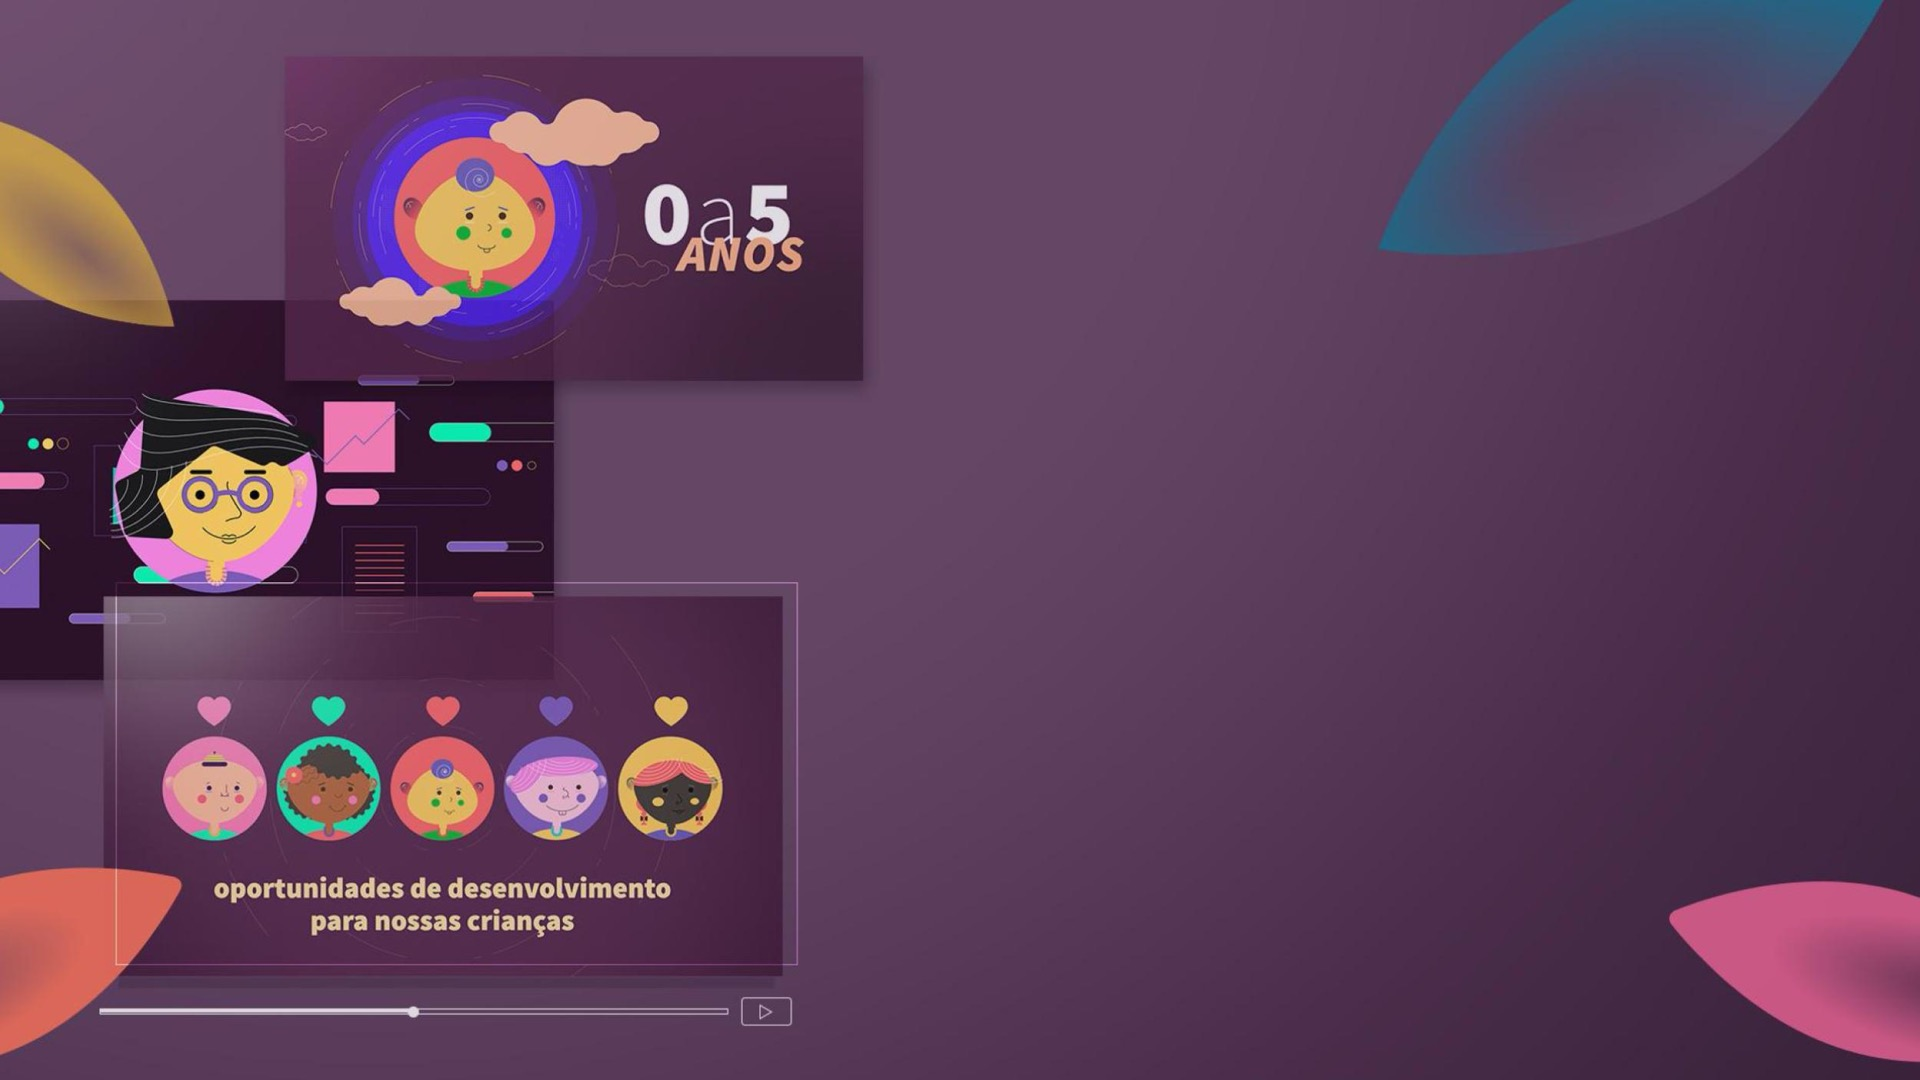 0 a 5
ANOS
oportunidades de desenvolvimento
para nossas crianças